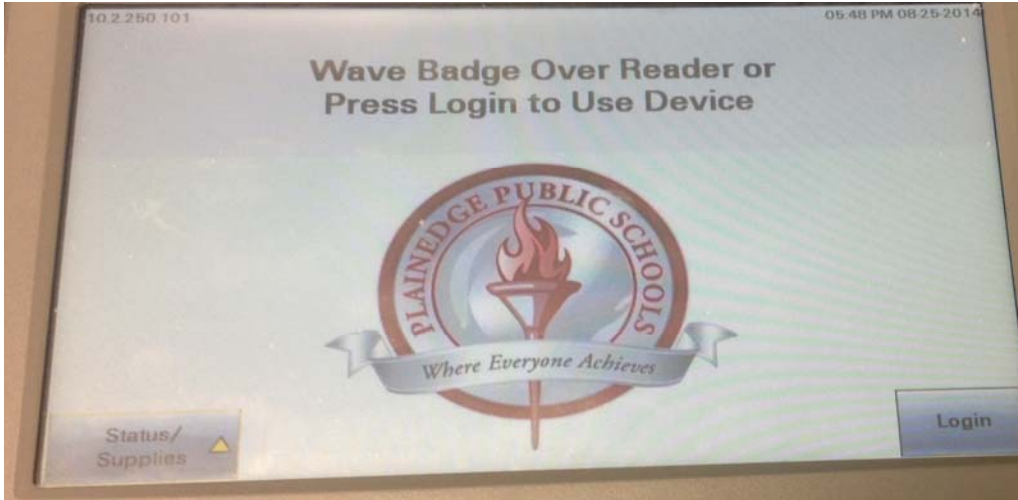 10.2.250.101
05:48 PM 08-25-2014
Wave Badge Over Reader or
Press Login to Use Device
PLAINEDGE PUBLIC SCHOOLS
Where Everyone Achieves
Status/
Supplies
Login